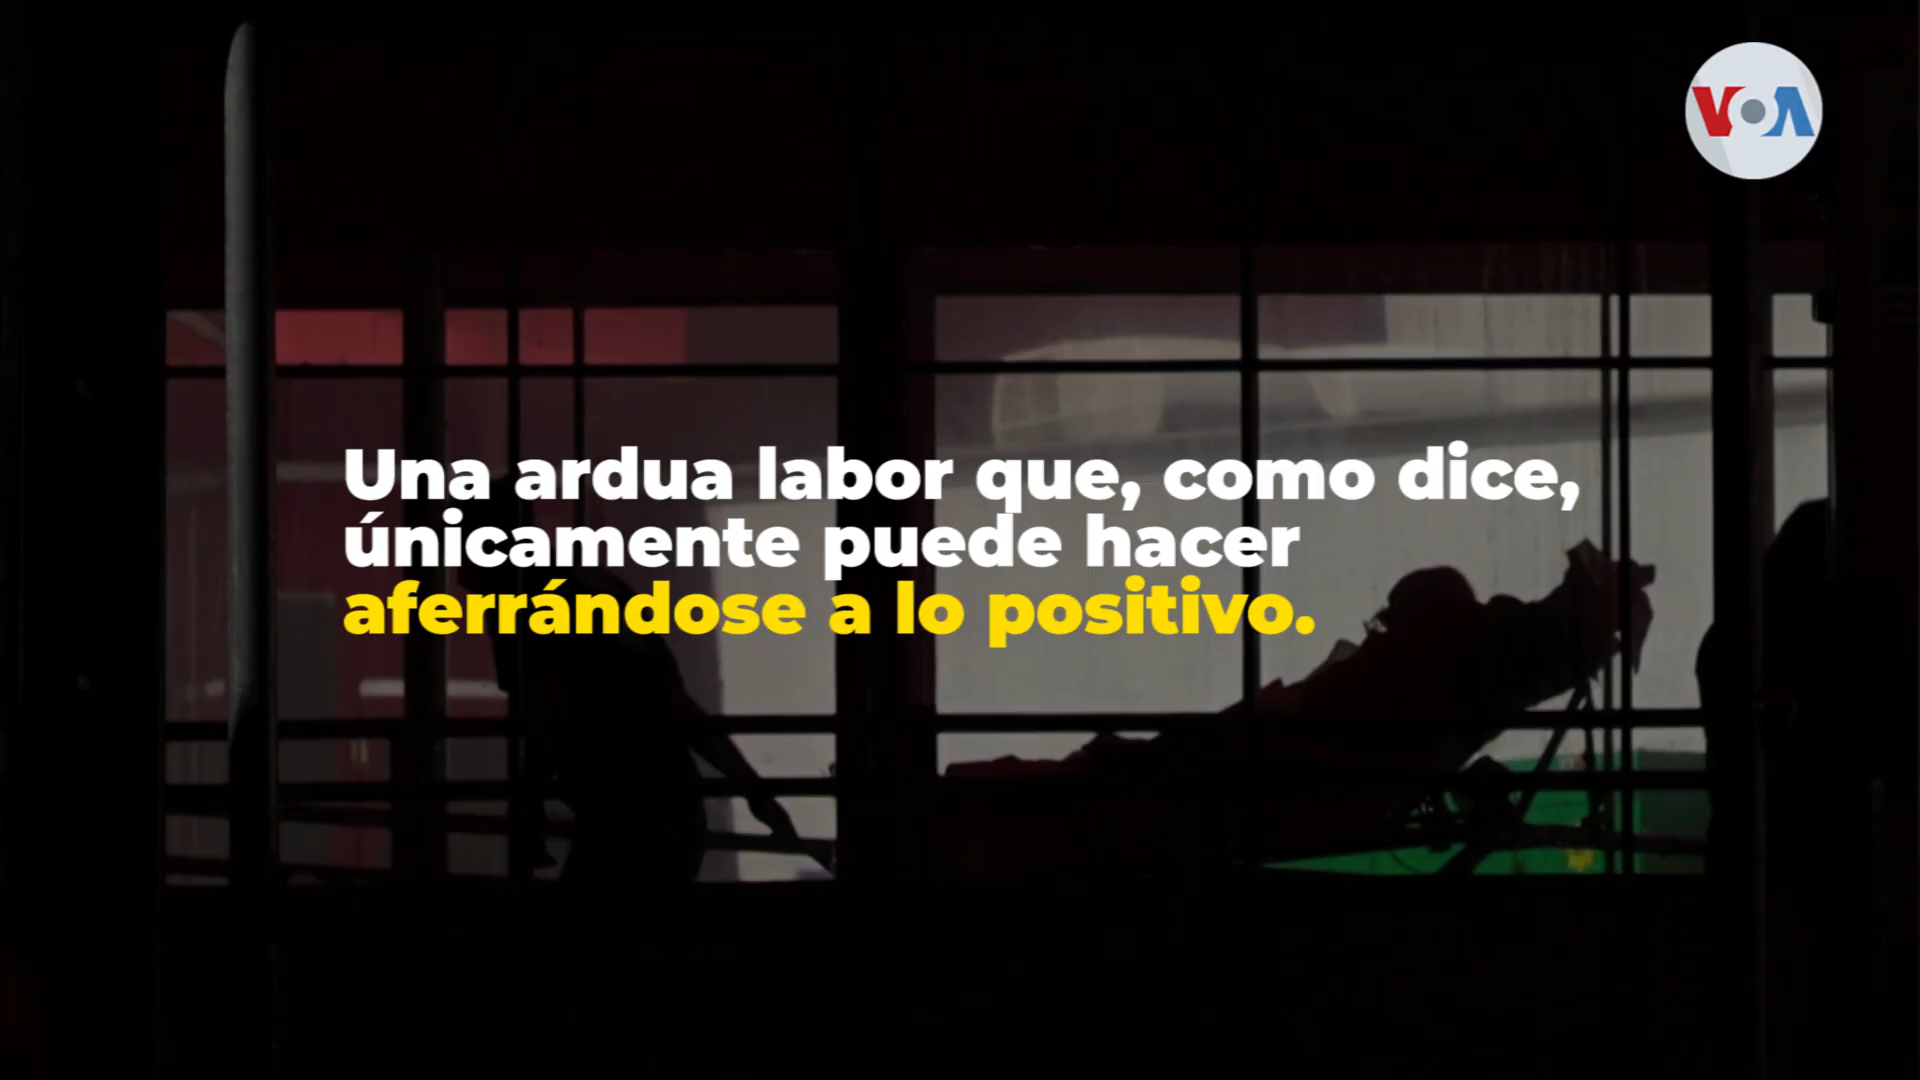 VOA
Una ardua labor que, como dice,
únicamente puede hacer
aferrándose a lo positivo.